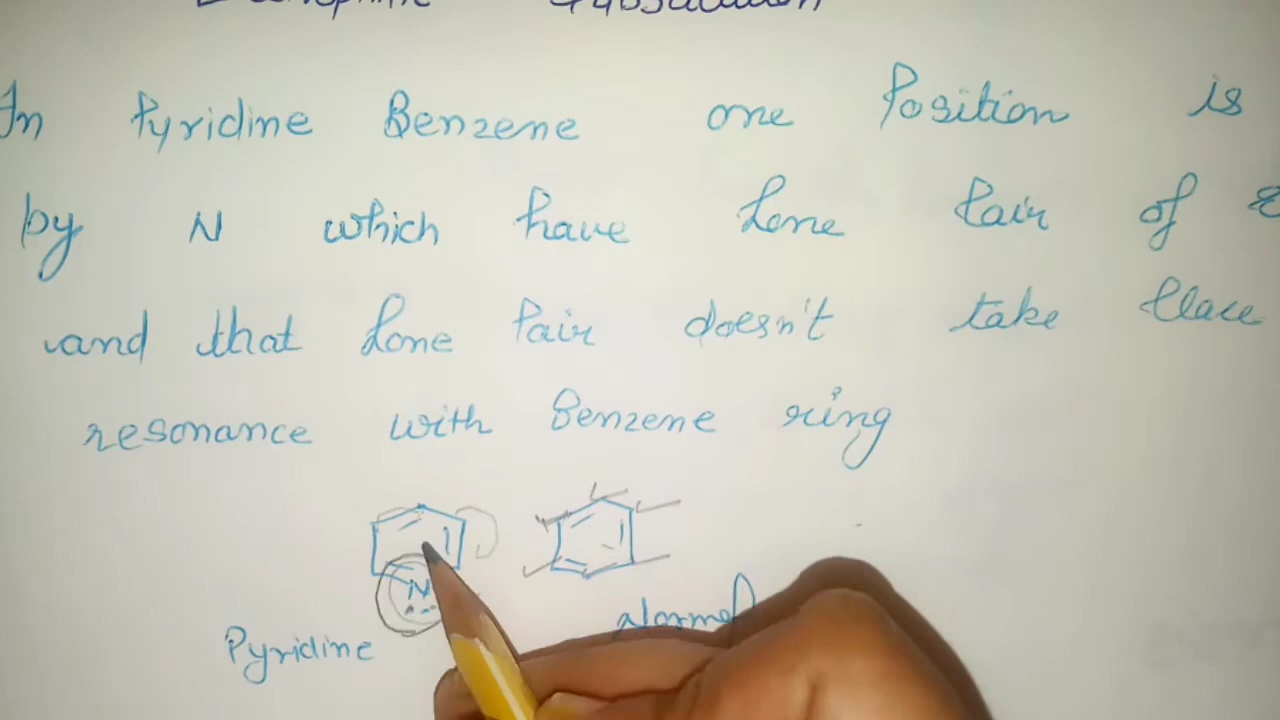 In Pyridine Benzene one Position is
by N which have Lone Pair of
and that Lone Pair doesn't take Place
resonance with Benzene ring
N
Pyridine